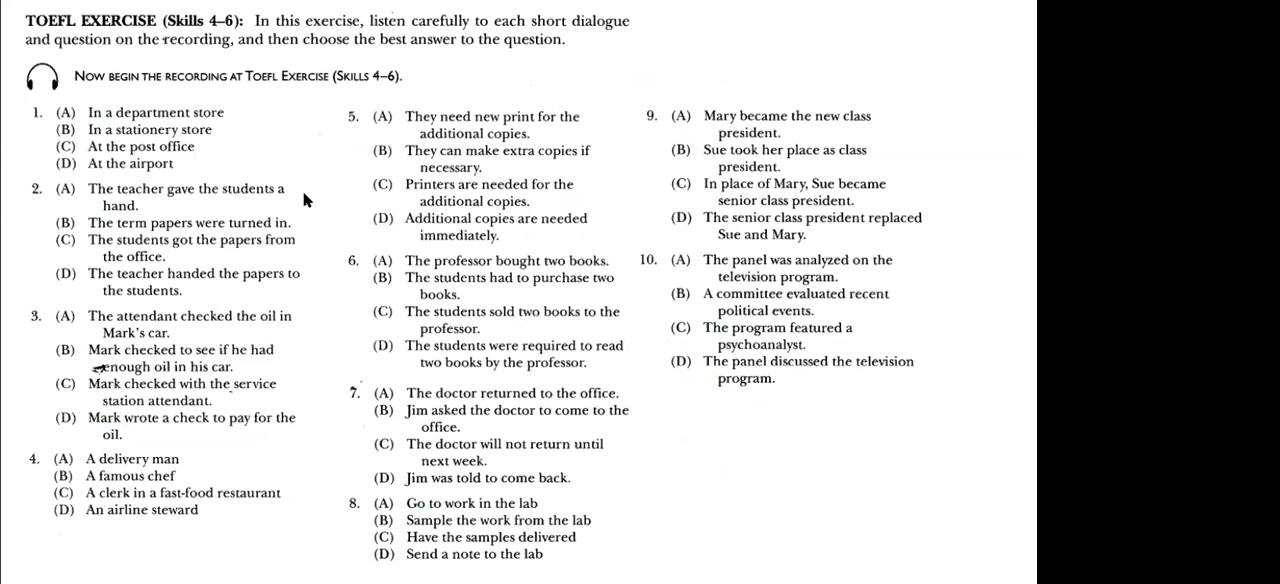 TOEFL EXERCISE (Skills 4–6): In this exercise, listen carefully to each short dialogue
and question on the recording, and then choose the best answer to the question.
NOW BEGIN THE RECORDING AT TOEFL EXERCISE (SKILLS 4–6).
1. (A) In a department store
(B) In a stationery store
(C) At the post office
(D) At the airport
2. (A) The teacher gave the students a
hand.
(B) The term papers were turned in.
(C) The students got the papers from
the office.
(D) The teacher handed the papers to
the students.
3. (A) The attendant checked the oil in
Mark's car.
(B) Mark checked to see if he had
enough oil in his car.
(C) Mark checked with the service
station attendant.
(D) Mark wrote a check to pay for the
oil.
4. (A) A delivery man
(B) A famous chef
(C) A clerk in a fast-food restaurant
(D) An airline steward
5. (A) They need new print for the
additional copies.
(B) They can make extra copies if
necessary.
(C) Printers are needed for the
additional copies.
(D) Additional copies are needed
immediately.
6. (A) The professor bought two books.
(B) The students had to purchase two
books.
(C) The students sold two books to the
professor.
(D) The students were required to read
two books by the professor.
7. (A) The doctor returned to the office.
(B) Jim asked the doctor to come to the
office.
(C) The doctor will not return until
next week.
(D) Jim was told to come back.
8. (A) Go to work in the lab
(B) Sample the work from the lab
(C) Have the samples delivered
(D) Send a note to the lab
9. (A) Mary became the new class
president.
(B) Sue took her place as class
president.
(C) In place of Mary, Sue became
senior class president.
(D) The senior class president replaced
Sue and Mary.
10. (A) The panel was analyzed on the
television program.
(B) A committee evaluated recent
political events.
(C) The program featured a
psychoanalyst.
(D) The panel discussed the television
program.